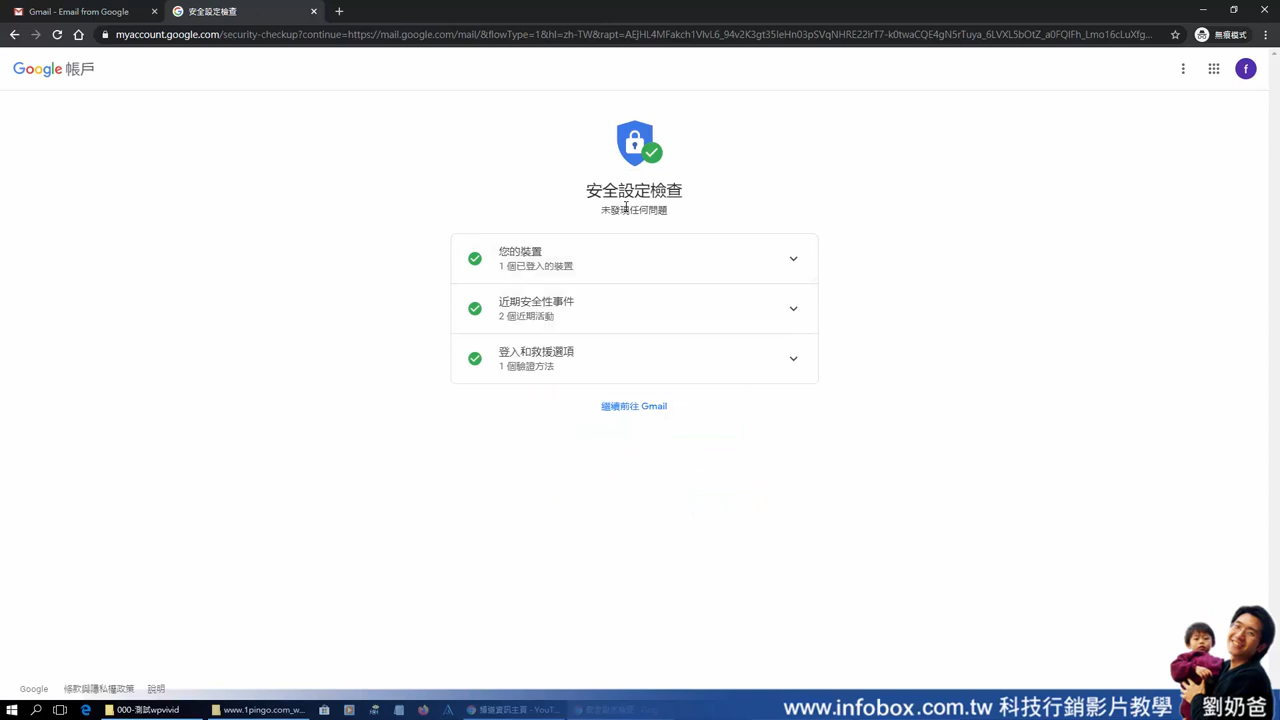 Gmail - Email from Google
安全設定檢查
myaccount.google.com/security-checkup?continue=https://mail.google.com/mail/&flowType=1&hl=zh-TW&rapt=
無痕模式
Google 帳戶
f
安全設定檢查
未發現任何問題
您的裝置
1 個已登入的裝置
近期安全性事件
2 個近期活動
登入和救援選項
1 個驗證方法
繼續前往 Gmail
Google 條款與隱私權政策 說明
000-測試wpvivid
www.1pingo.com_w...
www.infobox.com.tw 科技行銷影片教學 劉奶爸